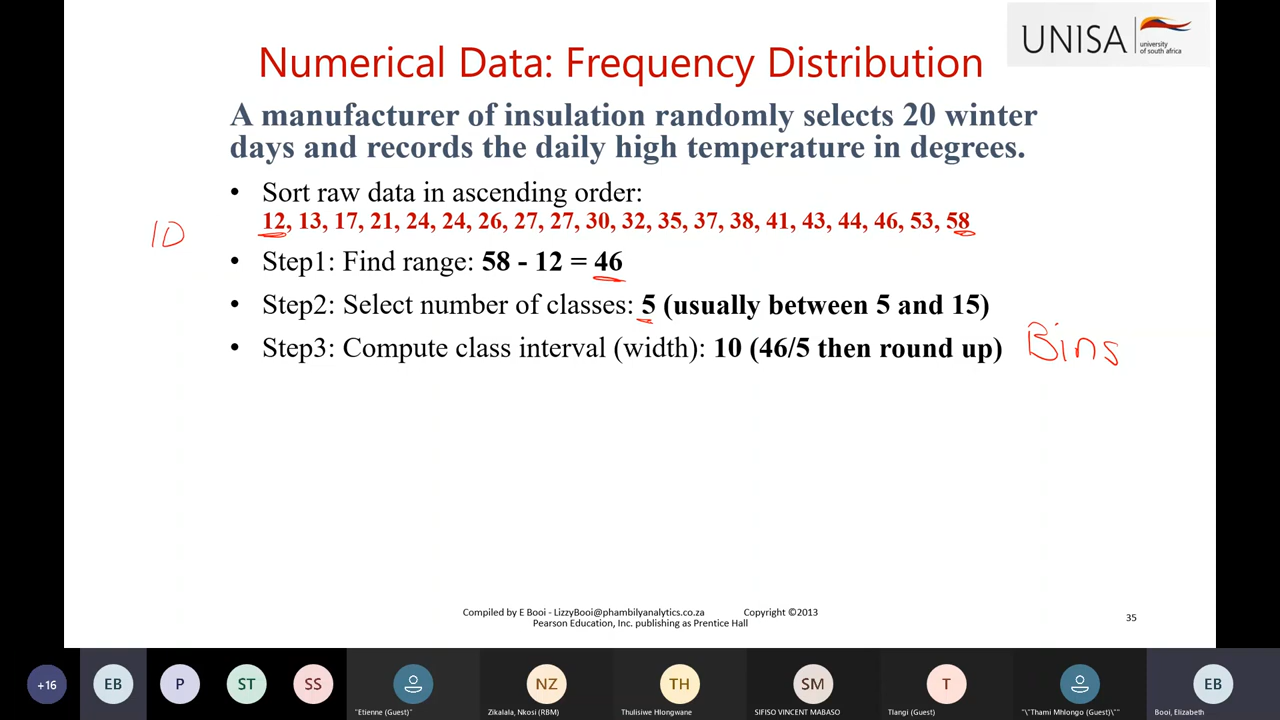 UNISA
university
of south africa
Numerical Data: Frequency Distribution
A manufacturer of insulation randomly selects 20 winter
days and records the daily high temperature in degrees.
• Sort raw data in ascending order:
12, 13, 17, 21, 24, 24, 26, 27, 27, 30, 32, 35, 37, 38, 41, 43, 44, 46, 53, 58
10
• Step1: Find range: 58 - 12 = 46
• Step2: Select number of classes: 5 (usually between 5 and 15)
• Step3: Compute class interval (width): 10 (46/5 then round up)
Bins
Compiled by E Booi - LizzyBooi@phambilyanalytics.co.za Copyright ©2013
Pearson Education, Inc. publishing as Prentice Hall
35
+16
EB
P
ST
SS
"Etienne (Guest)"
NZ
Zikalala, Nkosi (RBM)
TH
Thulisiwe Hlongwane
SM
SIFISO VINCENT MABASO
T
Tlangi (Guest)
"\"Thami Mhlongo (Guest)\""
EB
Booi, Elizabeth